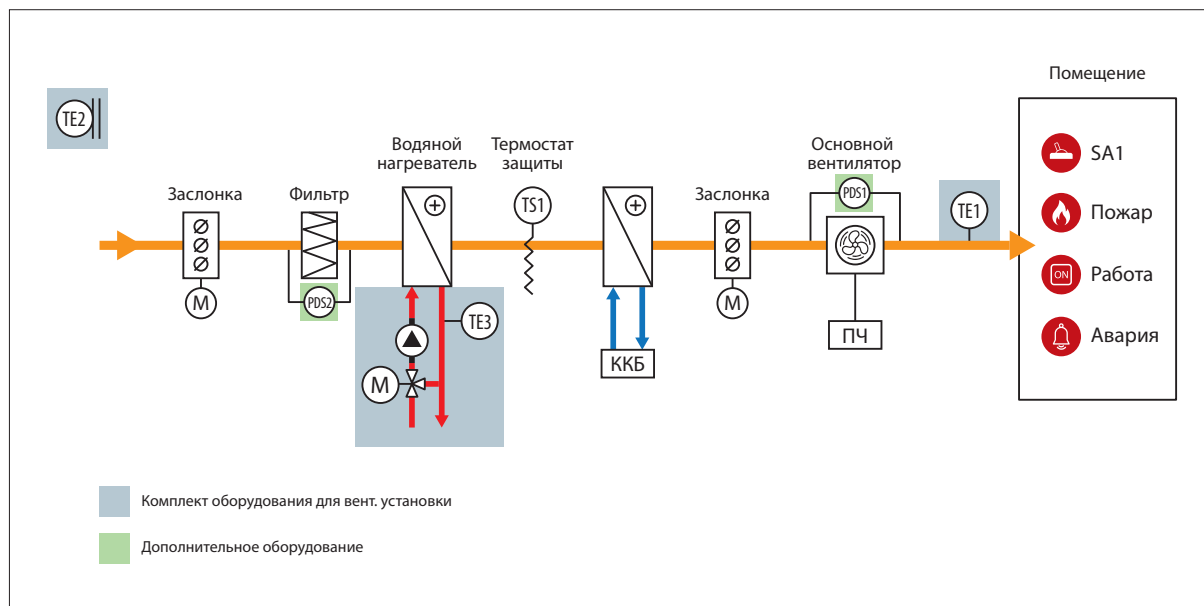 Помещение
TE2
Водяной
нагреватель
Термостат
защиты
Основной
вентилятор
SA1
Заслонка
Фильтр
Заслонка
PDS1
TS1
TE1
Пожар
ON
Работа
M
PDS2
M
TE3
ПЧ
Авария
ККБ
M
Комплект оборудования для вент. установки
Дополнительное оборудование